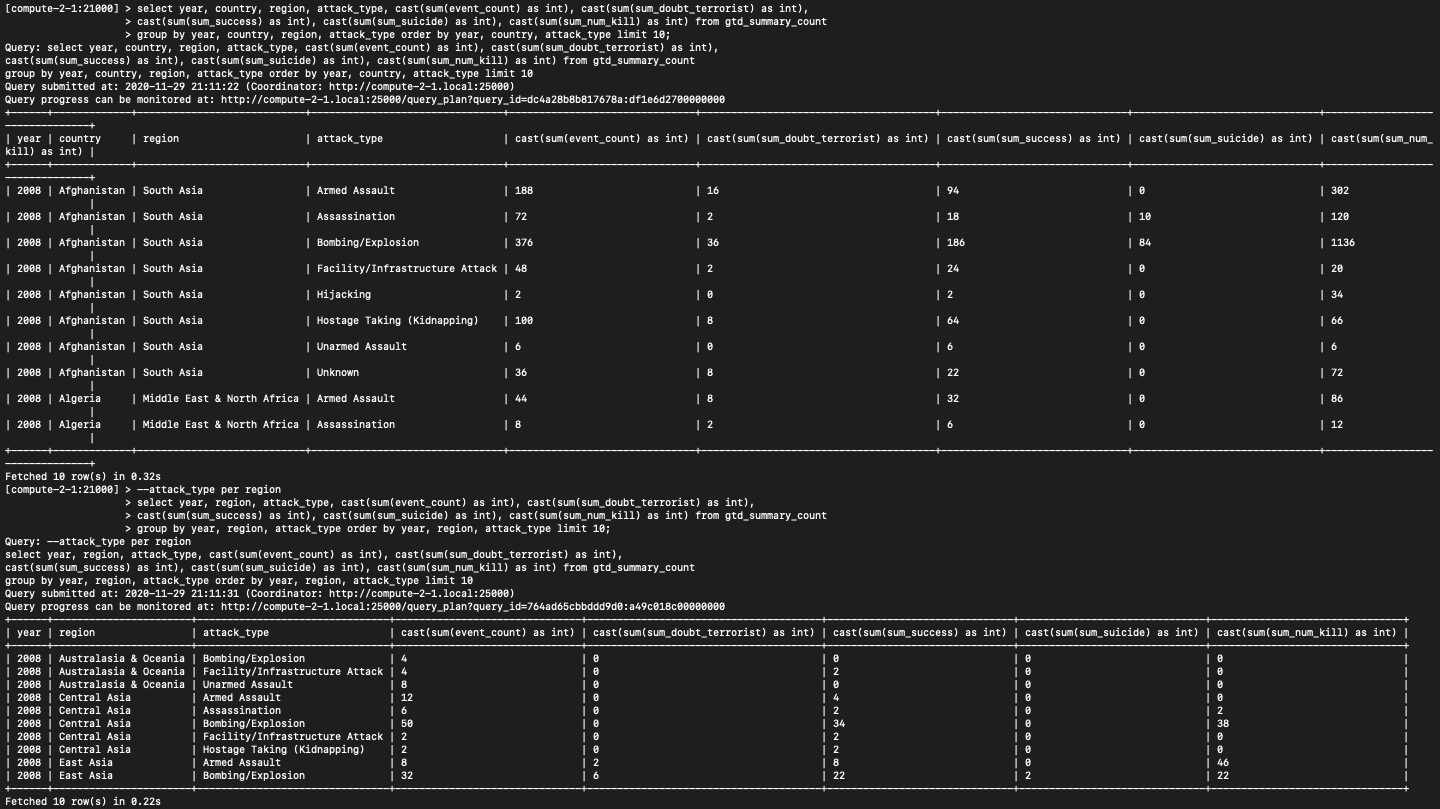 [compute-2-1:21000] > select year, country, region, attack_type, cast(sum(event_count) as int), cast(sum(sum_doubt_terrorist) as int),
> cast(sum(sum_success) as int), cast(sum(sum_suicide) as int), cast(sum(sum_num_kill) as int) from gtd_summary_count
> group by year, country, region, attack_type order by year, country, attack_type limit 10;
Query: select year, country, region, attack_type, cast(sum(event_count) as int), cast(sum(sum_doubt_terrorist) as int),
cast(sum(sum_success) as int), cast(sum(sum_suicide) as int), cast(sum(sum_num_kill) as int) from gtd_summary_count
group by year, country, region, attack_type order by year, country, attack_type limit 10
Query submitted at: 2020-11-29 21:11:22 (Coordinator: http://compute-2-1.local:25000)
Query progress can be monitored at: http://compute-2-1.local:25000/query_plan?query_id=dc4a28b8b817678a:df1e6d2700000000
| year | country | region | attack_type | cast(sum(event_count) as int) | cast(sum(sum_doubt_terrorist) as int) | cast(sum(sum_success) as int) | cast(sum(sum_suicide) as int) | cast(sum(sum_num_
kill) as int) |
| 2008 | Afghanistan | South Asia | Armed Assault | 188 | 16 | 94 | 0 | 302
|
| 2008 | Afghanistan | South Asia | Assassination | 72 | 2 | 18 | 10 | 120
|
| 2008 | Afghanistan | South Asia | Bombing/Explosion | 376 | 36 | 186 | 84 | 1136
|
| 2008 | Afghanistan | South Asia | Facility/Infrastructure Attack | 48 | 2 | 24 | 0 | 20
|
| 2008 | Afghanistan | South Asia | Hijacking | 2 | 0 | 2 | 0 | 34
|
| 2008 | Afghanistan | South Asia | Hostage Taking (Kidnapping) | 100 | 8 | 64 | 0 | 66
|
| 2008 | Afghanistan | South Asia | Unarmed Assault | 6 | 0 | 6 | 0 | 6
|
| 2008 | Afghanistan | South Asia | Unknown | 36 | 8 | 22 | 0 | 72
|
| 2008 | Algeria | Middle East & North Africa | Armed Assault | 44 | 8 | 32 | 0 | 86
|
| 2008 | Algeria | Middle East & North Africa | Assassination | 8 | 2 | 6 | 0 | 12
|
Fetched 10 row(s) in 0.32s
[compute-2-1:21000] > --attack_type per region
> select year, region, attack_type, cast(sum(event_count) as int), cast(sum(sum_doubt_terrorist) as int),
> cast(sum(sum_success) as int), cast(sum(sum_suicide) as int), cast(sum(sum_num_kill) as int) from gtd_summary_count
> group by year, region, attack_type order by year, region, attack_type limit 10;
Query: --attack_type per region
select year, region, attack_type, cast(sum(event_count) as int), cast(sum(sum_doubt_terrorist) as int),
cast(sum(sum_success) as int), cast(sum(sum_suicide) as int), cast(sum(sum_num_kill) as int) from gtd_summary_count
group by year, region, attack_type order by year, region, attack_type limit 10
Query submitted at: 2020-11-29 21:11:31 (Coordinator: http://compute-2-1.local:25000)
Query progress can be monitored at: http://compute-2-1.local:25000/query_plan?query_id=764ad65cbbddd9d0:a49c018c00000000
| year | region | attack_type | cast(sum(event_count) as int) | cast(sum(sum_doubt_terrorist) as int) | cast(sum(sum_success) as int) | cast(sum(sum_suicide) as int) | cast(sum(sum_num_kill) as int) |
| 2008 | Australasia & Oceania | Bombing/Explosion | 4 | 0 | 0 | 0 | 0 |
| 2008 | Australasia & Oceania | Facility/Infrastructure Attack | 4 | 0 | 2 | 0 | 0 |
| 2008 | Australasia & Oceania | Unarmed Assault | 8 | 0 | 0 | 0 | 0 |
| 2008 | Central Asia | Armed Assault | 12 | 0 | 4 | 0 | 0 |
| 2008 | Central Asia | Assassination | 6 | 0 | 2 | 0 | 2 |
| 2008 | Central Asia | Bombing/Explosion | 50 | 0 | 34 | 0 | 38 |
| 2008 | Central Asia | Facility/Infrastructure Attack | 2 | 0 | 2 | 0 | 0 |
| 2008 | Central Asia | Hostage Taking (Kidnapping) | 2 | 0 | 2 | 0 | 0 |
| 2008 | East Asia | Armed Assault | 8 | 2 | 8 | 0 | 46 |
| 2008 | East Asia | Bombing/Explosion | 32 | 6 | 22 | 2 | 22 |
Fetched 10 row(s) in 0.22s